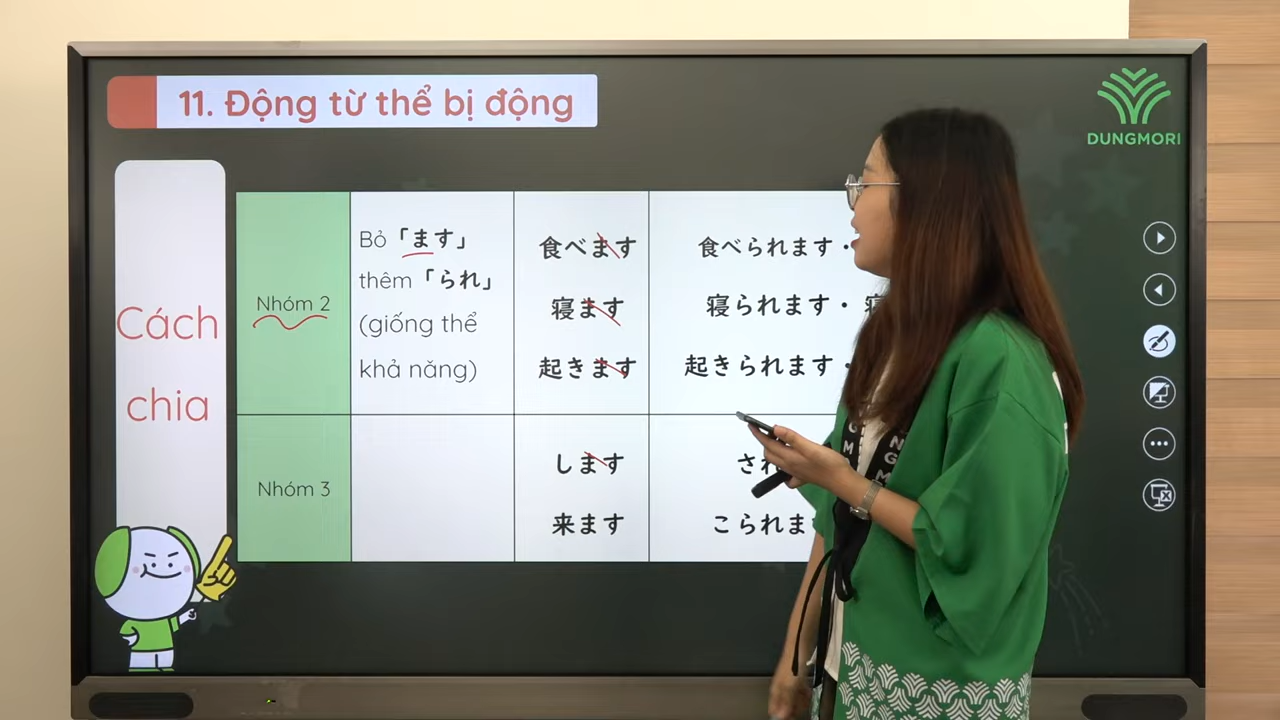 11. Động từ thể bị động
DUNGMORI
Cách
chia
Nhóm 2
Bỏ「ます」
thêm「られ」
(giống thể
khả năng)
食べます
寝ます
起きます
食べられます・
寝られます・ 寝
起きられます・
Nhóm 3
します
来ます
され
こられま